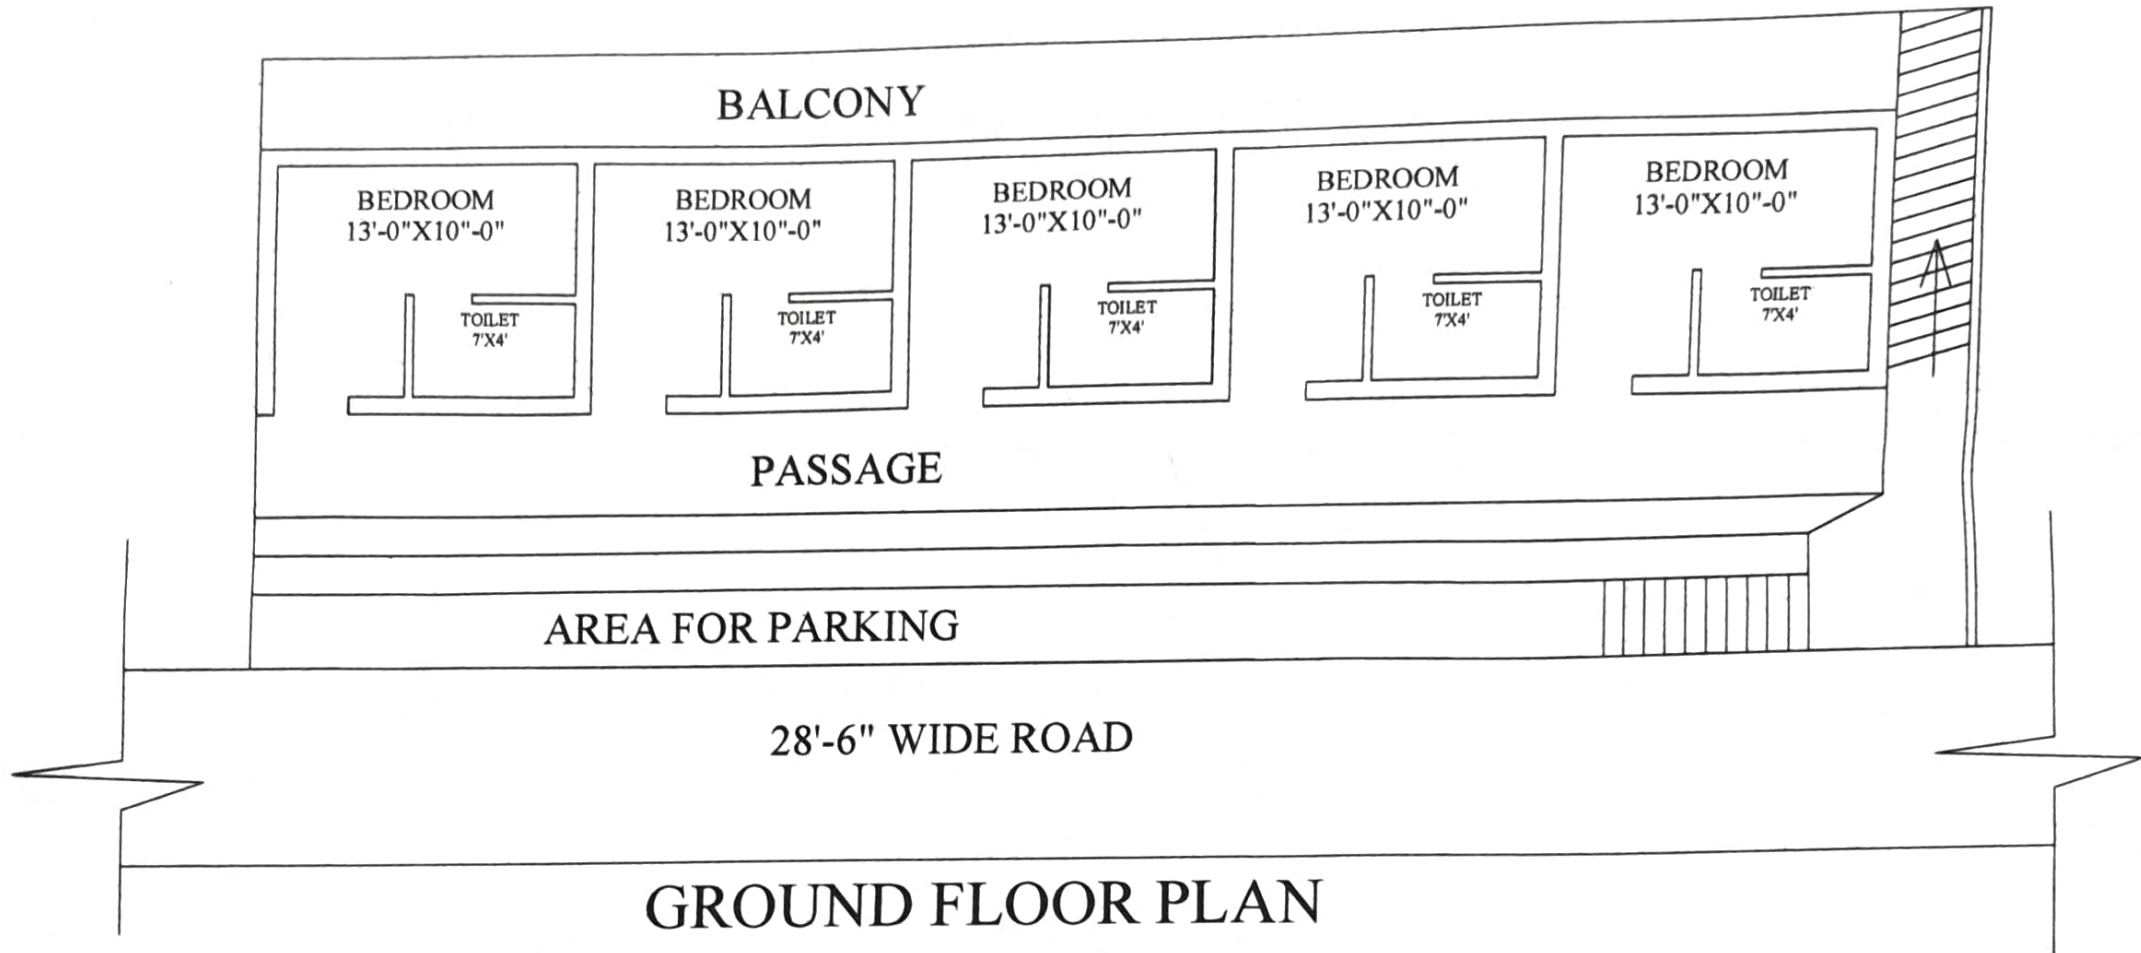 BALCONY
BEDROOM
13'-0"X10"-0"
BEDROOM
13'-0"X10"-0"
BEDROOM
13'-0"X10"-0"
BEDROOM
13'-0"X10"-0"
BEDROOM
13'-0"X10"-0"
TOILET
7'X4'
TOILET
7'X4'
TOILET
7'X4'
TOILET
7'X4'
TOILET
7'X4'
PASSAGE
AREA FOR PARKING
28'-6" WIDE ROAD
GROUND FLOOR PLAN